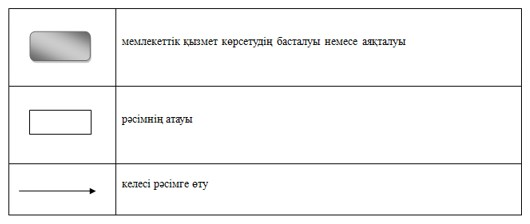 мемлекеттік қызмет көрсетудің басталуы немесе аяқталуы
рәсімнің атауы
келесі рәсімге өту